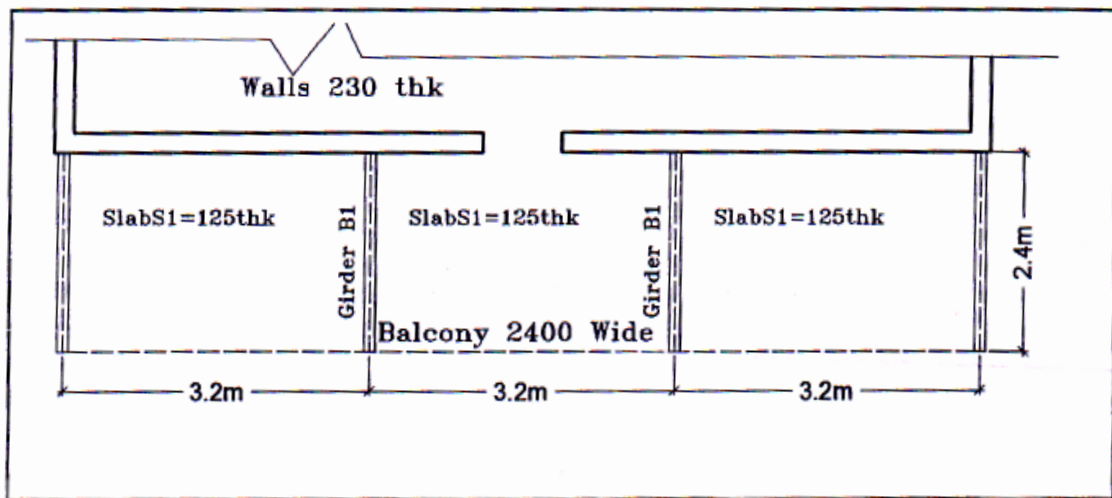 Walls 230 thk
SlabS1=125thk
Girder B1
SlabS1=125thk
Girder B1
SlabS1=125thk
2.4m
Balcony 2400 Wide
3.2m
3.2m
3.2m